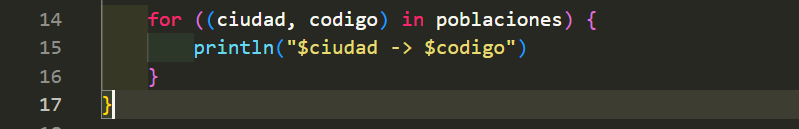 14 for ((ciudad, codigo) in poblaciones) {
15 println("$ciudad -> $codigo")
16 }
17 }